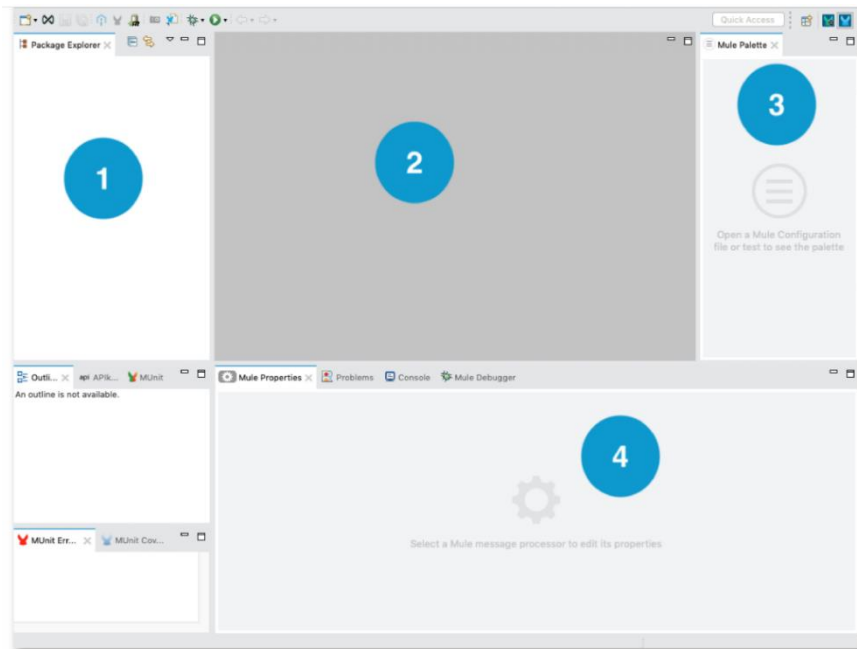 Quick Access
Package Explorer
Mule Palette
1
2
3
Open a Mule Configuration
file or test to see the palette
Outli...
api APIk...
MUnit
An outline is not available.
Mule Properties
Problems
Console
Mule Debugger
4
Select a Mule message processor to edit its properties
MUnit Err...
MUnit Cov...